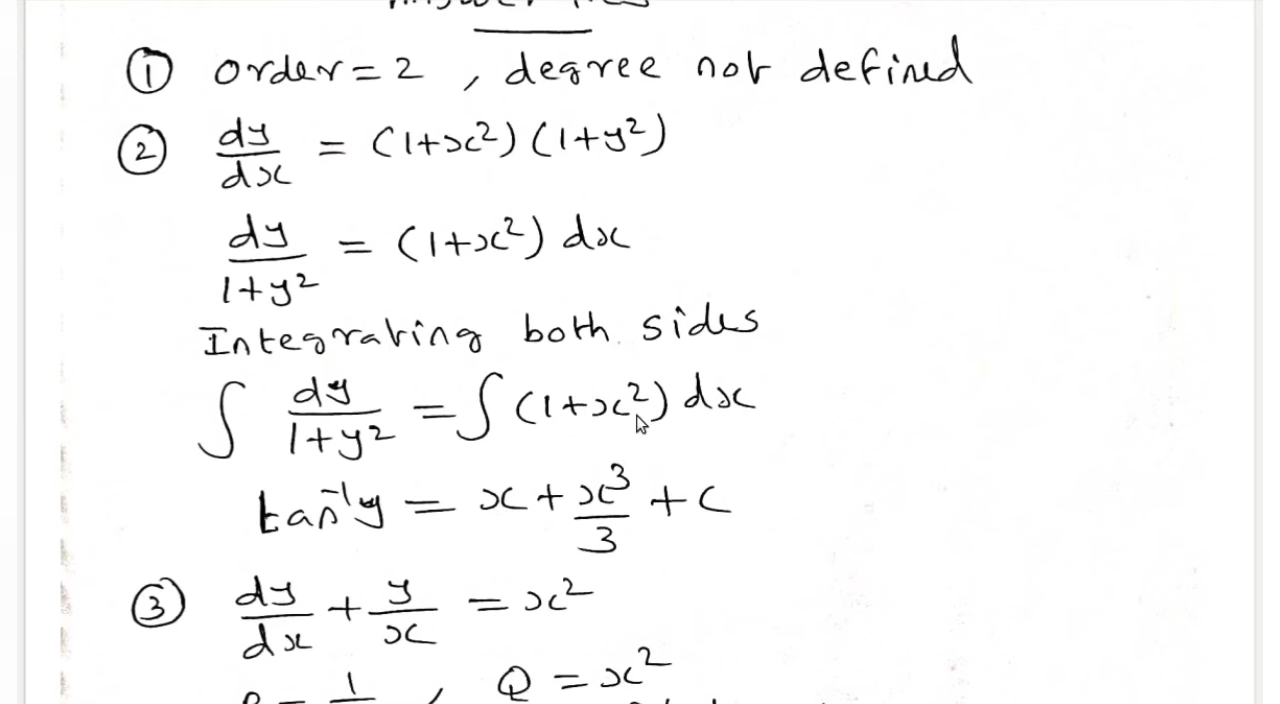 ① order = 2 , degree not defined
② dy/dx = (1+x²) (1+y²)
dy/1+y² = (1+x²) dx
Integrating both sides
∫ dy/1+y² = ∫ (1+x²) dx
tan⁻¹y = x + x³/3 + c
③ dy/dx + y/x = x²
, Q = x²